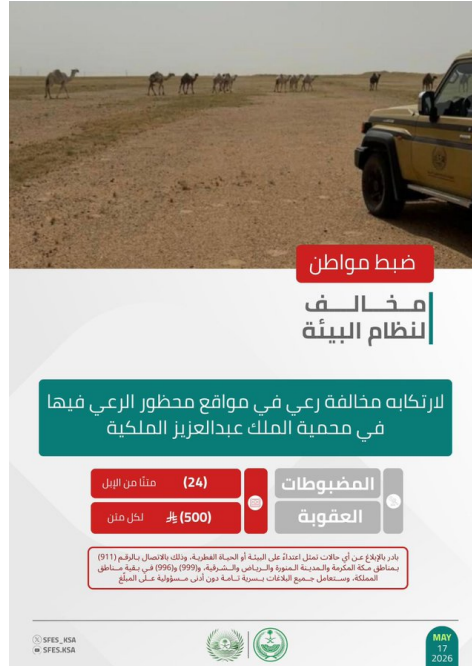 ضبط مواطن
مخالف
لنظام البيئة
لارتكابه مخالفة رعي في مواقع محظور الرعي فيها
في محمية الملك عبدالعزيز الملكية
المضبوطات (24) متنًا من الإبل
العقوبة (500) لكل متن
بادر بالإبلاغ عن أي حالات تمثل اعتداءً على البيئة أو الحياة الفطرية، وذلك بالاتصال بالرقم (911)
بمناطق مكة المكرمة والمدينة المنورة والرياض والشرقية، و(999) و(996) في بقية مناطق
المملكة، وستعامل جميع البلاغات بسرية تامة دون أدنى مسؤولية على المبلّغ
SFES_KSA
SFES.KSA
MAY
17
2026